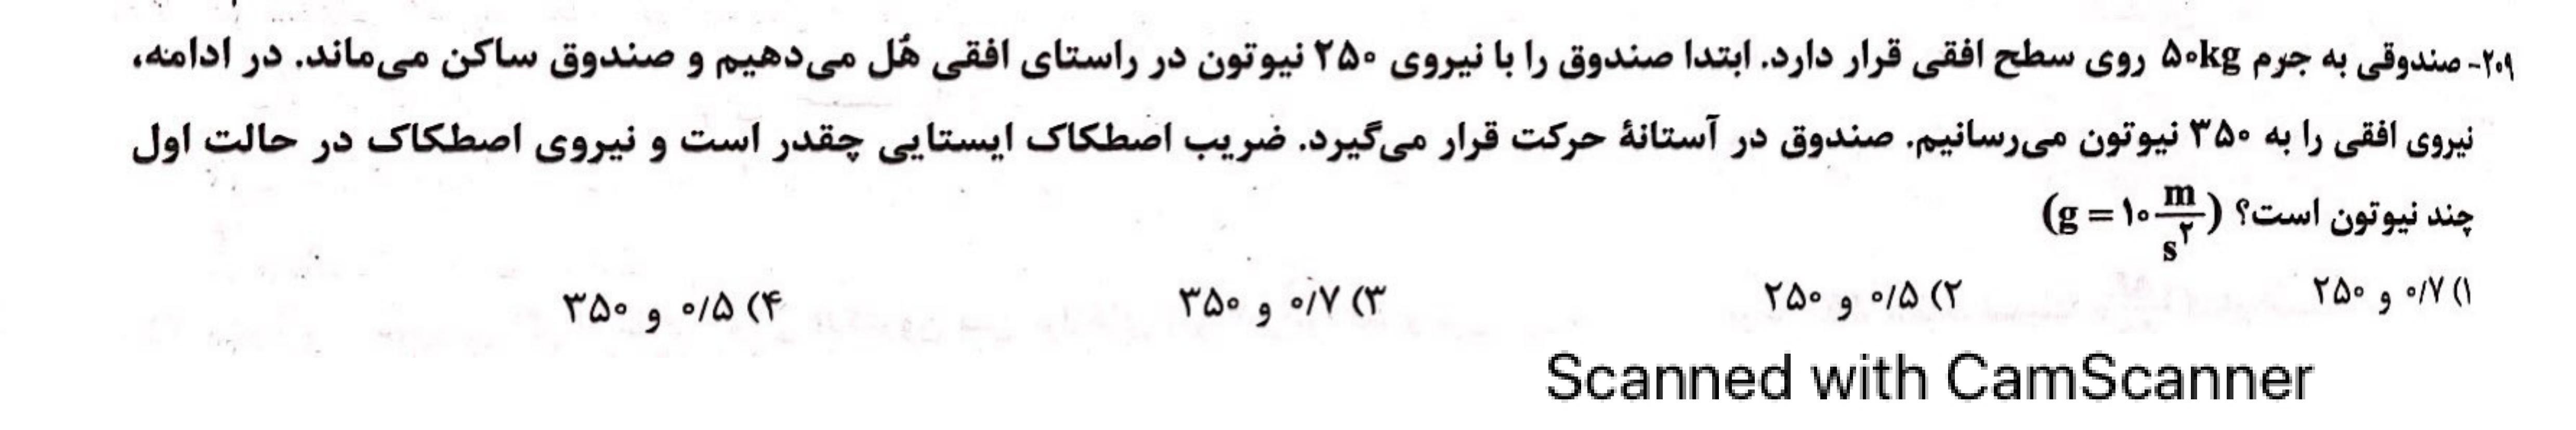 ۲۰۹- صندوقی به جرم ۵۰kg روی سطح افقی قرار دارد. ابتدا صندوق را با نیروی ۲۵۰ نیوتون در راستای افقی هُل می‌دهیم و صندوق ساکن می‌ماند. در ادامه،
نیروی افقی را به ۳۵۰ نیوتون می‌رسانیم. صندوق در آستانهٔ حرکت قرار می‌گیرد. ضریب اصطکاک ایستایی چقدر است و نیروی اصطکاک در حالت اول
چند نیوتون است؟ (g = ۱۰ m/s^۲)
۱) ۰/۷ و ۲۵۰ ۲) ۰/۵ و ۲۵۰ ۳) ۰/۷ و ۳۵۰ ۴) ۰/۵ و ۳۵۰
Scanned with CamScanner